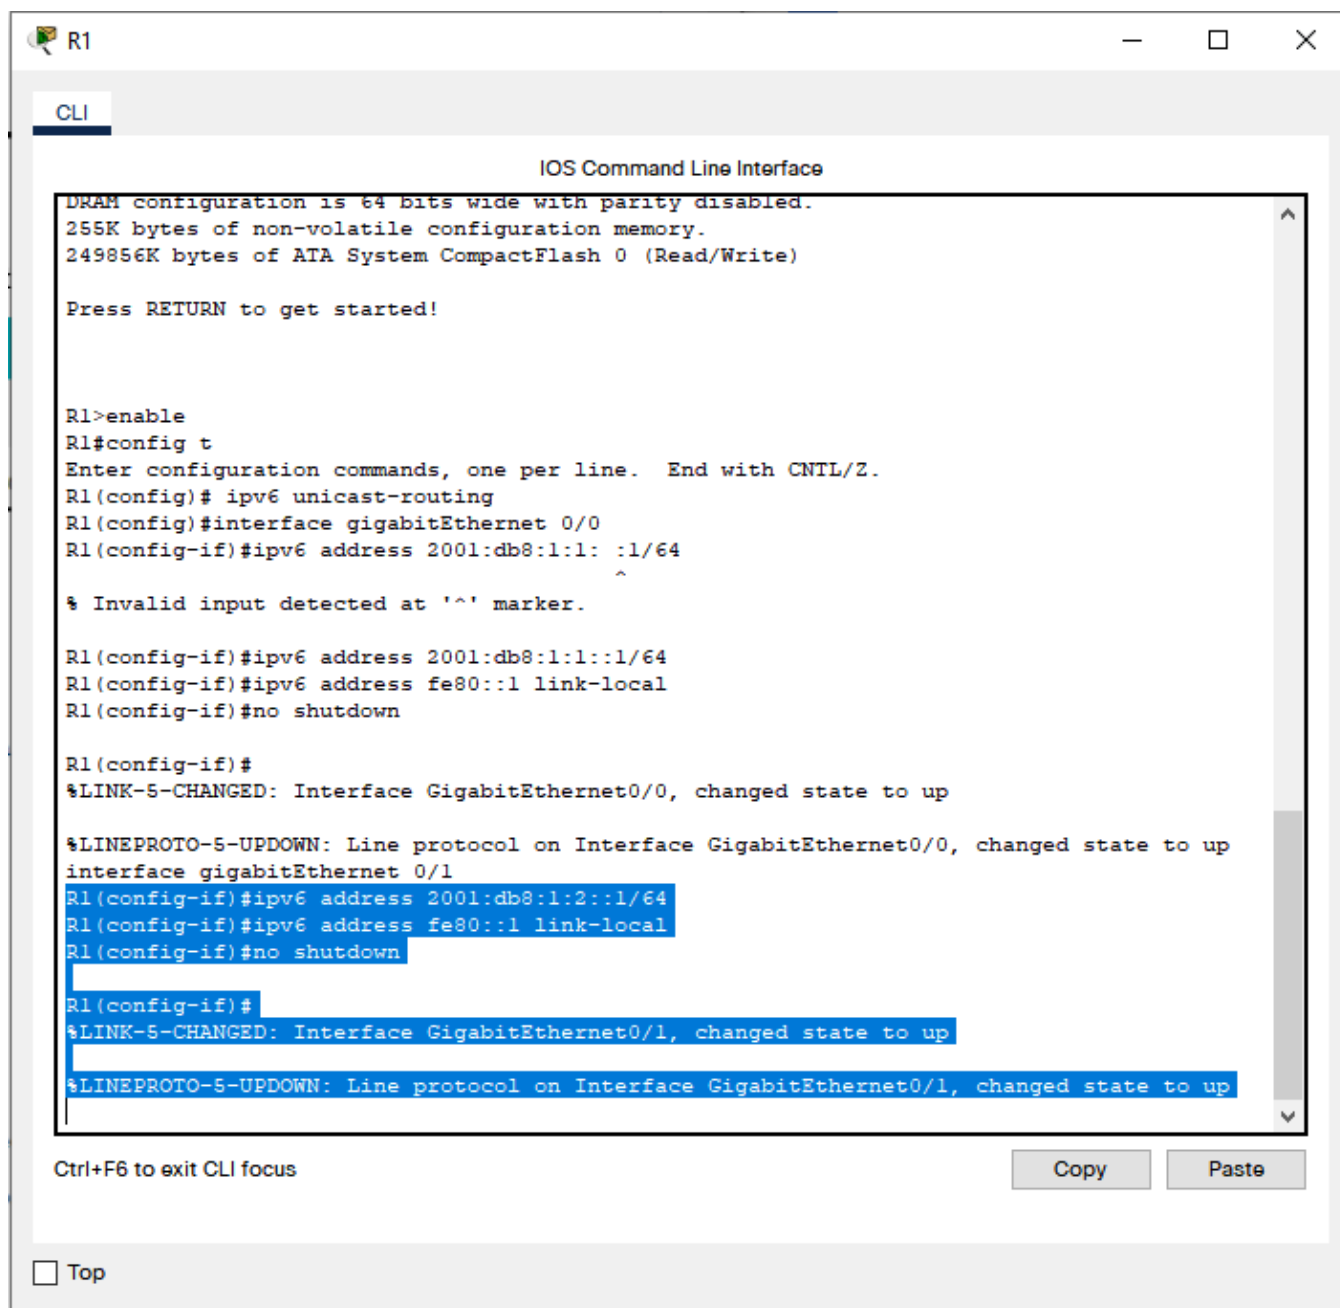 R1
CLI
IOS Command Line Interface
DRAM configuration is 64 bits wide with parity disabled.
255K bytes of non-volatile configuration memory.
249856K bytes of ATA System CompactFlash 0 (Read/Write)
Press RETURN to get started!
R1>enable
R1#config t
Enter configuration commands, one per line.  End with CNTL/Z.
R1(config)# ipv6 unicast-routing
R1(config)#interface gigabitEthernet 0/0
R1(config-if)#ipv6 address 2001:db8:1:1: :1/64
^
% Invalid input detected at '^' marker.
R1(config-if)#ipv6 address 2001:db8:1:1::1/64
R1(config-if)#ipv6 address fe80::1 link-local
R1(config-if)#no shutdown
R1(config-if)#
%LINK-5-CHANGED: Interface GigabitEthernet0/0, changed state to up
%LINEPROTO-5-UPDOWN: Line protocol on Interface GigabitEthernet0/0, changed state to up
interface gigabitEthernet 0/1
R1(config-if)#ipv6 address 2001:db8:1:2::1/64
R1(config-if)#ipv6 address fe80::1 link-local
R1(config-if)#no shutdown
R1(config-if)#
%LINK-5-CHANGED: Interface GigabitEthernet0/1, changed state to up
%LINEPROTO-5-UPDOWN: Line protocol on Interface GigabitEthernet0/1, changed state to up
Ctrl+F6 to exit CLI focus
Copy
Paste
Top